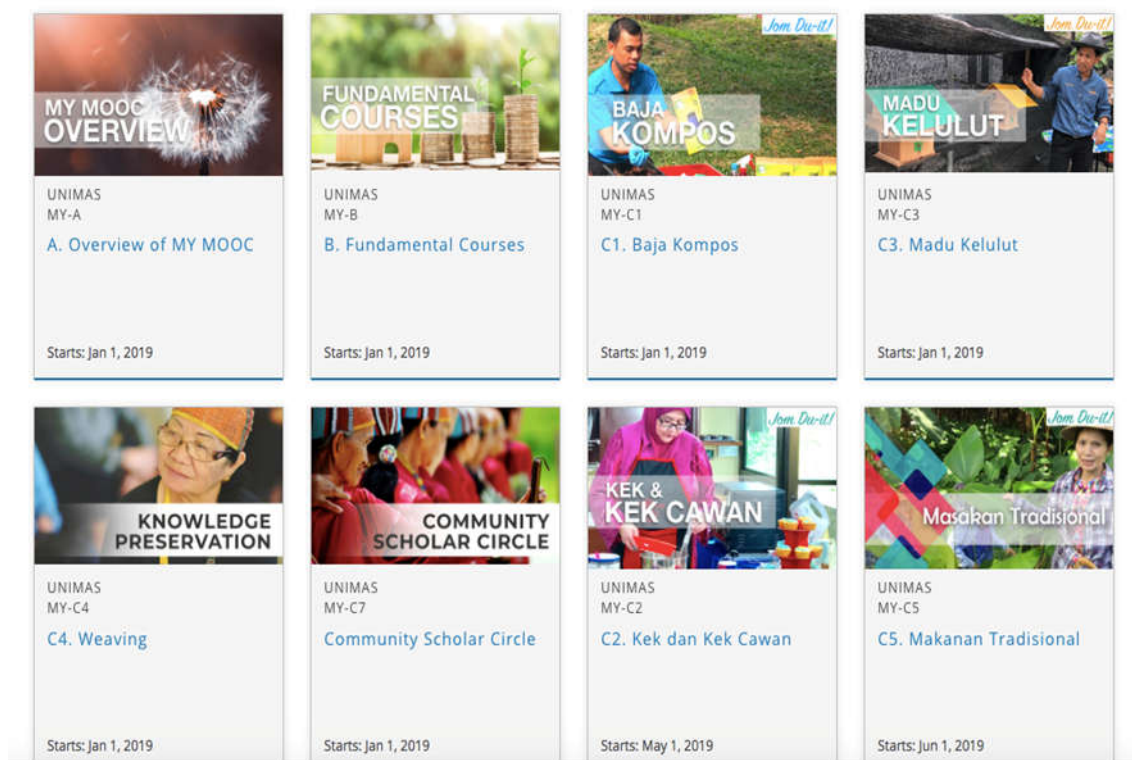 MY MOOC
OVERVIEW
UNIMAS
MY-A
A. Overview of MY MOOC
Starts: Jan 1, 2019
FUNDAMENTAL
COURSES
UNIMAS
MY-B
B. Fundamental Courses
Starts: Jan 1, 2019
Jom Du-it!
BAJA
KOMPOS
UNIMAS
MY-C1
C1. Baja Kompos
Starts: Jan 1, 2019
Jom Du-it!
MADU
KELULUT
UNIMAS
MY-C3
C3. Madu Kelulut
Starts: Jan 1, 2019
KNOWLEDGE
PRESERVATION
UNIMAS
MY-C4
C4. Weaving
Starts: Jan 1, 2019
COMMUNITY
SCHOLAR CIRCLE
UNIMAS
MY-C7
Community Scholar Circle
Starts: Jan 1, 2019
Jom Du-it!
KEK &
KEK CAWAN
UNIMAS
MY-C2
C2. Kek dan Kek Cawan
Starts: May 1, 2019
Jom Du-it!
Masakan Tradisional
UNIMAS
MY-C5
C5. Makanan Tradisional
Starts: Jun 1, 2019